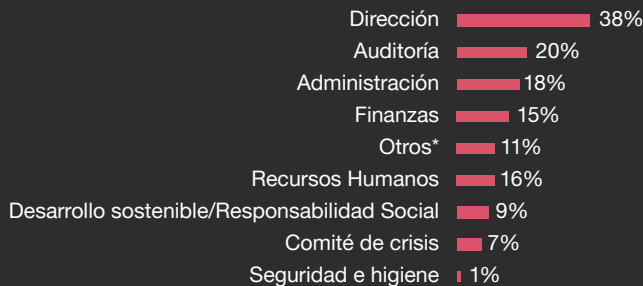 Dirección 38%
Auditoría 20%
Administración 18%
Finanzas 15%
Otros* 11%
Recursos Humanos 16%
Desarrollo sostenible/Responsabilidad Social 9%
Comité de crisis 7%
Seguridad e higiene 1%